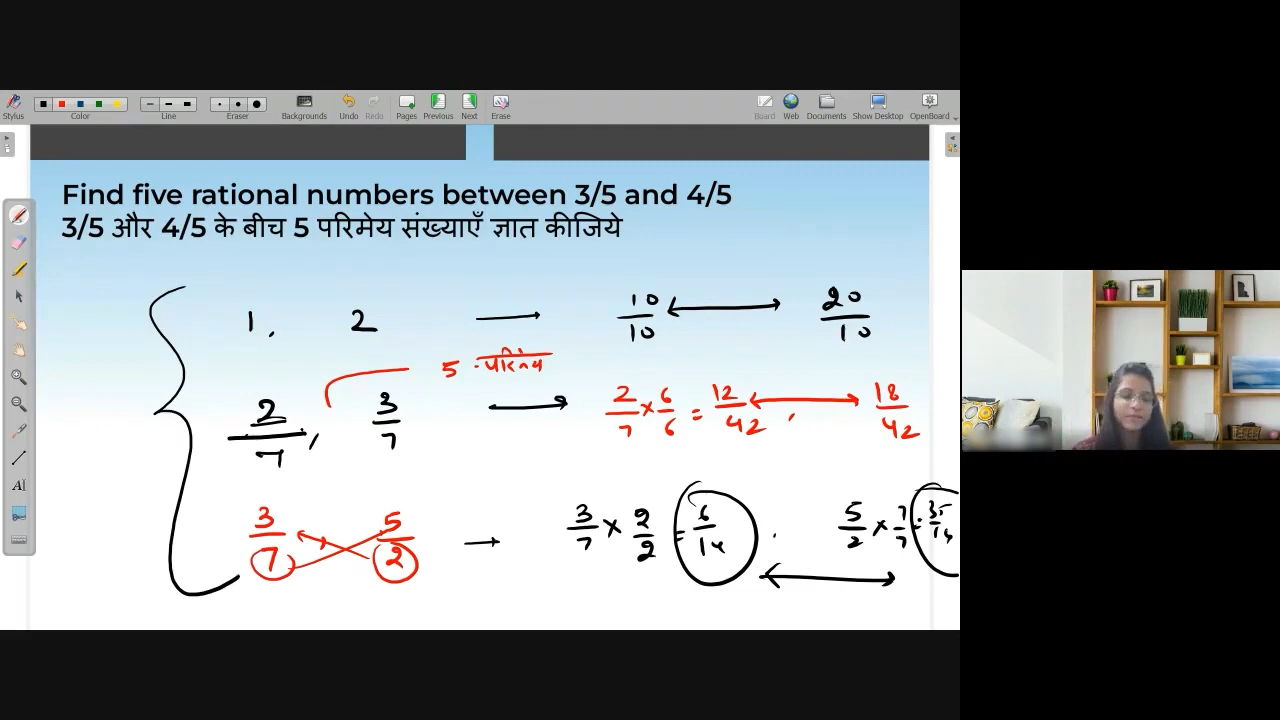 Stylus Color Line Eraser Backgrounds Undo Redo Pages Previous Next Erase Board Web Documents Show Desktop OpenBoard
Find five rational numbers between 3/5 and 4/5
3/5 और 4/5 के बीच 5 परिमेय संख्याएँ ज्ञात कीजिये
1, 2 → 10/10 ↔ 20/10
5 परिमेय
2/7, 3/7 → 2/7 × 6/6 = 12/42 ↔ , 18/42
3/7 5/2 → 3/7 × 2/2 = 6/14 . 5/2 × 7/7 = 35/14
AI